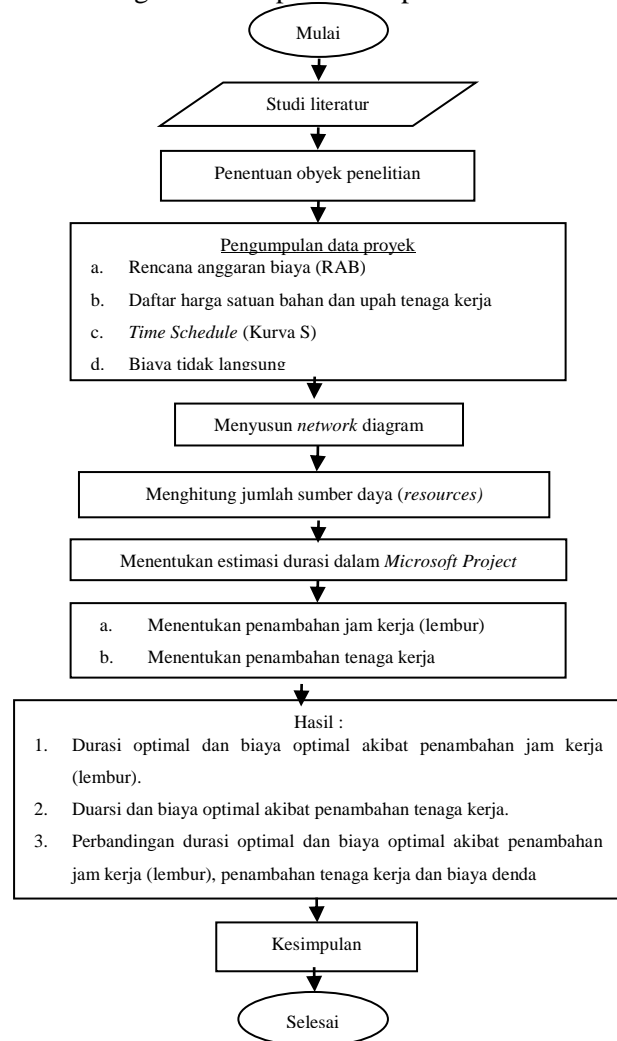 Mulai
Studi literatur
Penentuan obyek penelitian
Pengumpulan data proyek
a. Rencana anggaran biaya (RAB)
b. Daftar harga satuan bahan dan upah tenaga kerja
c. Time Schedule (Kurva S)
d. Biaya tidak langsung
Menyusun network diagram
Menghitung jumlah sumber daya (resources)
Menentukan estimasi durasi dalam Microsoft Project
a. Menentukan penambahan jam kerja (lembur)
b. Menentukan penambahan tenaga kerja
Hasil :
1. Durasi optimal dan biaya optimal akibat penambahan jam kerja
(lembur).
2. Duarsi dan biaya optimal akibat penambahan tenaga kerja.
3. Perbandingan durasi optimal dan biaya optimal akibat penambahan
jam kerja (lembur), penambahan tenaga kerja dan biaya denda
Kesimpulan
Selesai